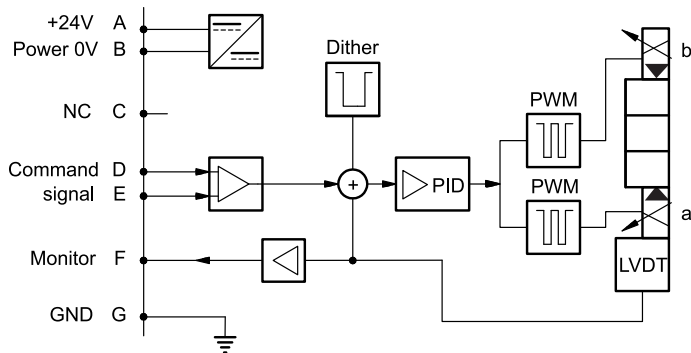 +24V A
Power 0V B
Dither
b
NC C
PWM
Command D
signal E
+
PID
PWM
a
Monitor F
LVDT
GND G